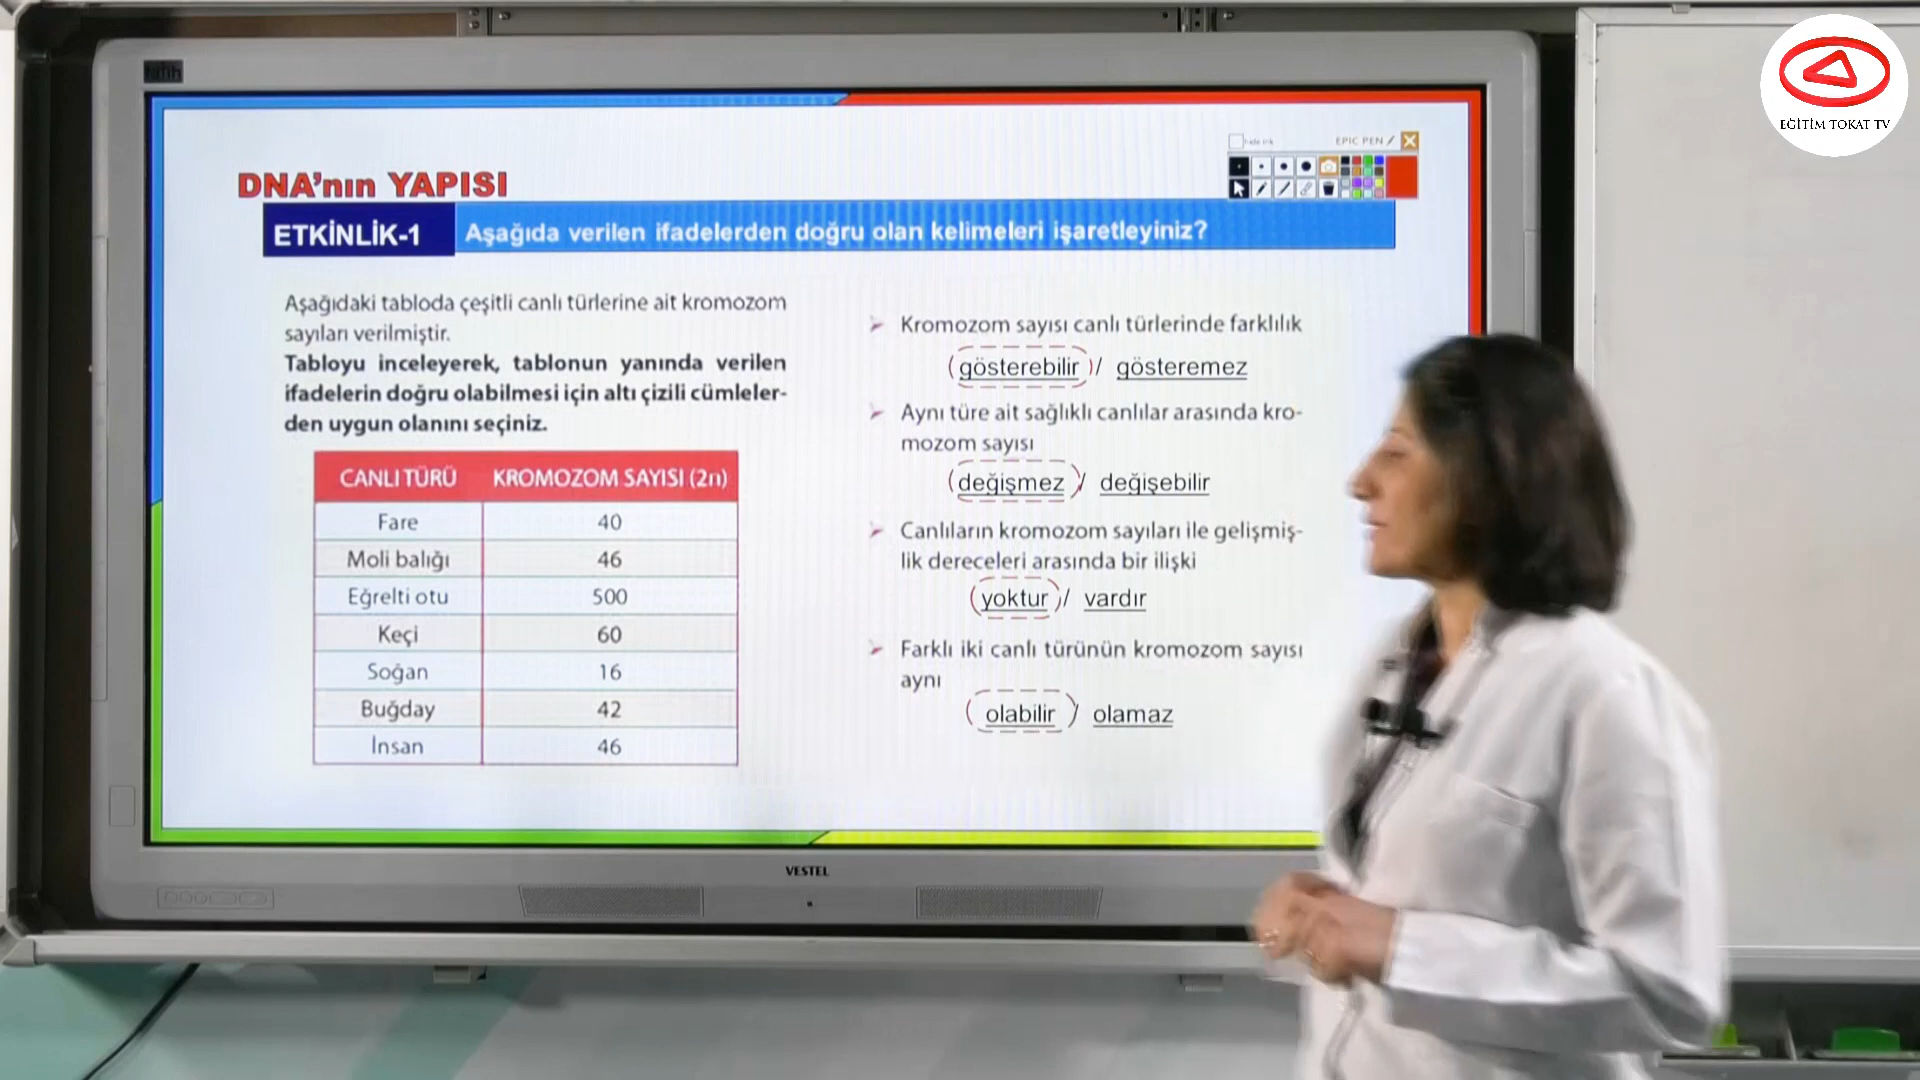 fatih
EĞİTİM TOKAT TV
EPIC PEN
DNA'nın YAPISI
ETKİNLİK-1 Aşağıda verilen ifadelerden doğru olan kelimeleri işaretleyiniz?
Aşağıdaki tabloda çeşitli canlı türlerine ait kromozom
sayıları verilmiştir.
Tabloyu inceleyerek, tablonun yanında verilen
ifadelerin doğru olabilmesi için altı çizili cümleler-
den uygun olanını seçiniz.
CANLI TÜRÜ KROMOZOM SAYISI (2n)
Fare 40
Moli balığı 46
Eğrelti otu 500
Keçi 60
Soğan 16
Buğday 42
İnsan 46
Kromozom sayısı canlı türlerinde farklılık
(gösterebilir)/ gösteremez
Aynı türe ait sağlıklı canlılar arasında kro-
mozom sayısı
(değişmez)/ değişebilir
Canlıların kromozom sayıları ile gelişmiş-
lik dereceleri arasında bir ilişki
(yoktur)/ vardır
Farklı iki canlı türünün kromozom sayısı
aynı
(olabilir)/ olamaz
VESTEL